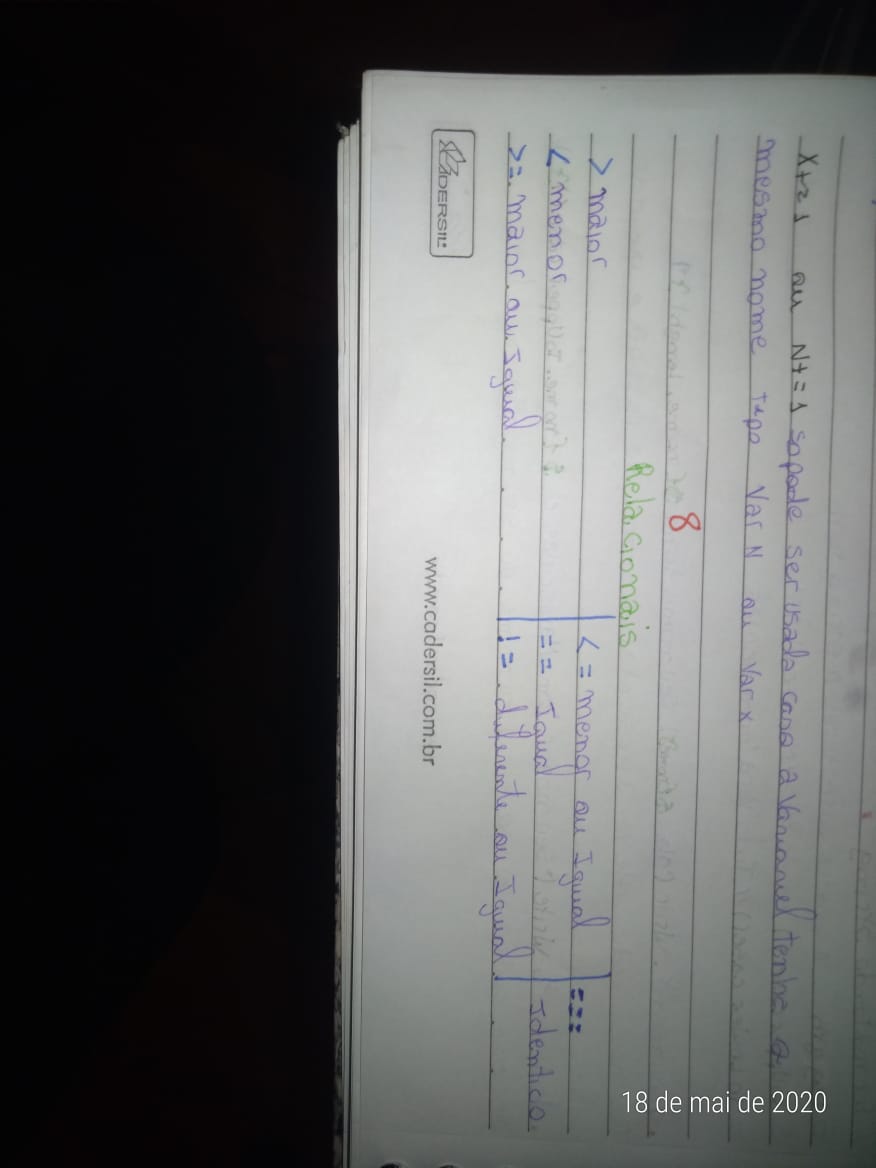 x+=1 ou N+=1 so pode ser usada caso a variavel tenha o
mesmo nome tipo Var N ou Var x
8
Relacionais
> maior | <= menor ou Igual | ===
< menor | == Igual | Identico.
>= maior ou Igual | != diferente ou Igual |
CADERSIL
www.cadersil.com.br
18 de mai de 2020